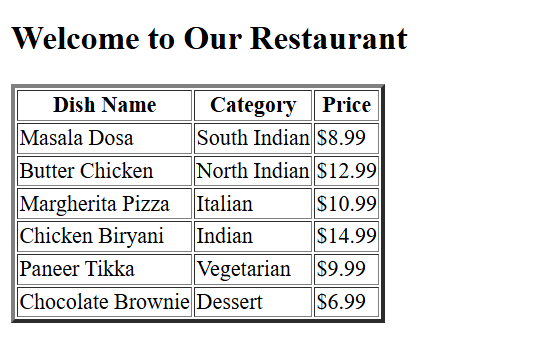 Welcome to Our Restaurant
Dish Name Category Price
Masala Dosa South Indian $8.99
Butter Chicken North Indian $12.99
Margherita Pizza Italian $10.99
Chicken Biryani Indian $14.99
Paneer Tikka Vegetarian $9.99
Chocolate Brownie Dessert $6.99